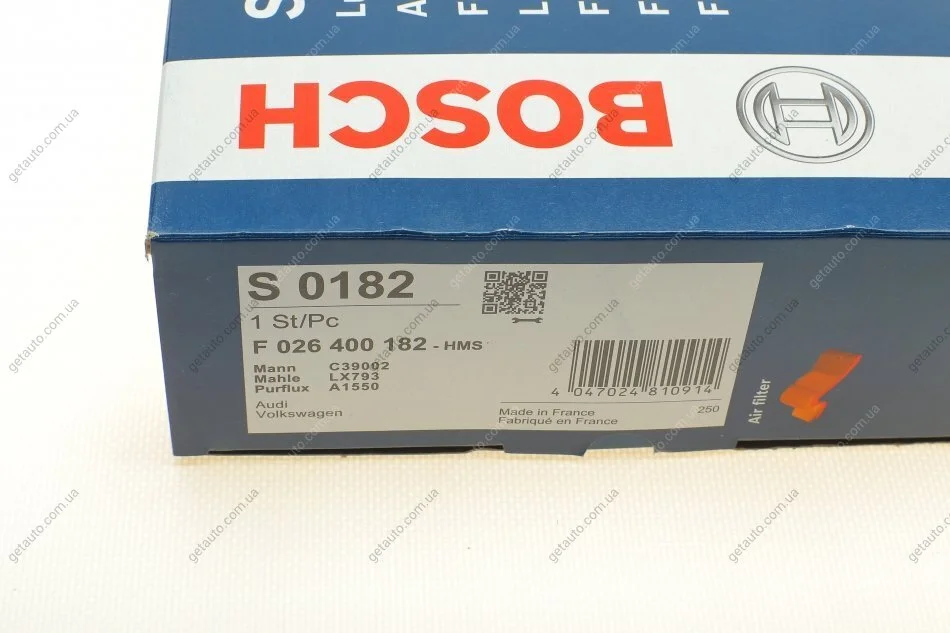 BOSCH
S 0182
1 St/Pc
F 026 400 182 - HMS
Mann C39002
Mahle LX793
Purflux A1550
Audi
Volkswagen
4 047024 810914
Made in France
Fabriqué en France
250
Air filter
getauto.com.ua